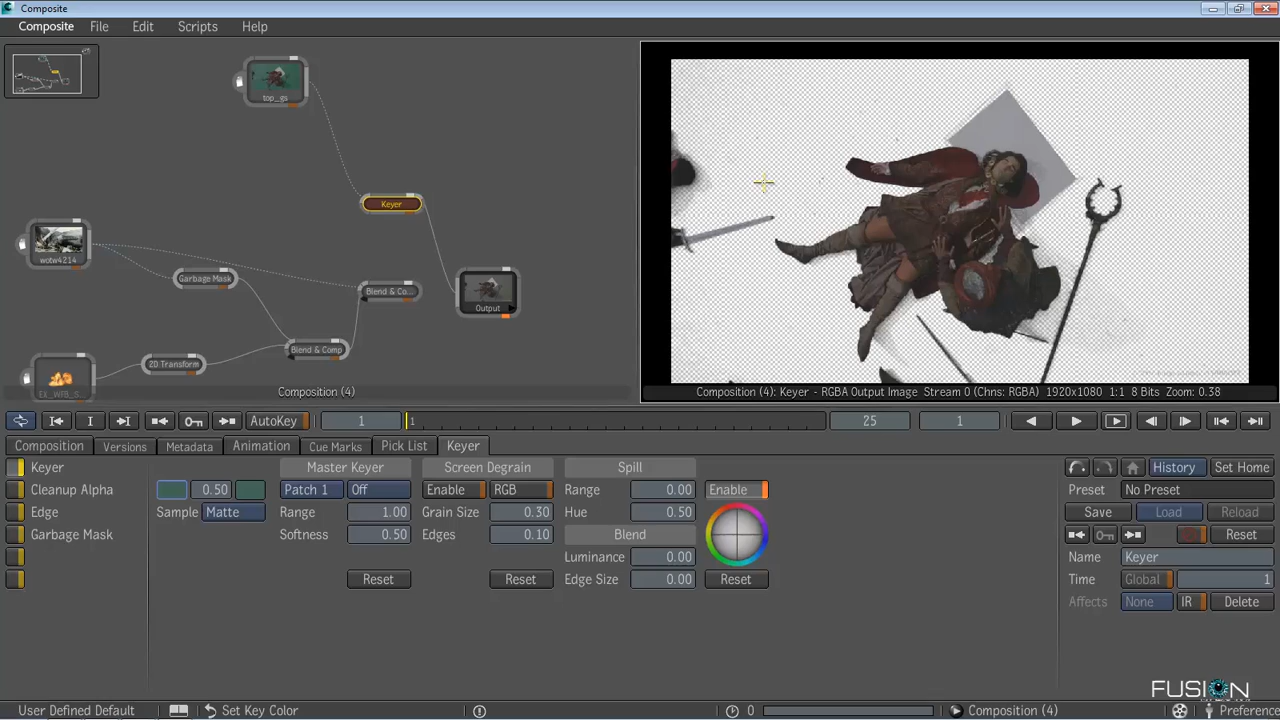 Composite
Composite File Edit Scripts Help
top_gs
Keyer
wotw4214
Garbage Mask
Blend & Co...
Output
Blend & Comp
2D Transform
Composition (4)
Composition (4): Keyer - RGBA Output Image Stream 0 (Chns: RGBA) 1920x1080 1:1 8 Bits Zoom: 0.38
I AutoKey 1 1 25 1
Composition Versions Metadata Animation Cue Marks Pick List Keyer
Keyer Master Keyer Screen Degrain Spill History Set Home
Cleanup Alpha 0.50 Patch 1 Off Enable RGB Range 0.00 Enable Preset No Preset
Edge Sample Matte Range 1.00 Grain Size 0.30 Hue 0.50 Save Load Reload
Garbage Mask Softness 0.50 Edges 0.10 Blend Reset
Luminance 0.00 Name Keyer
Reset Reset Edge Size 0.00 Reset Time Global 1
Affects None IR Delete
FUSION
User Defined Default Set Key Color 0 Composition (4) Preference